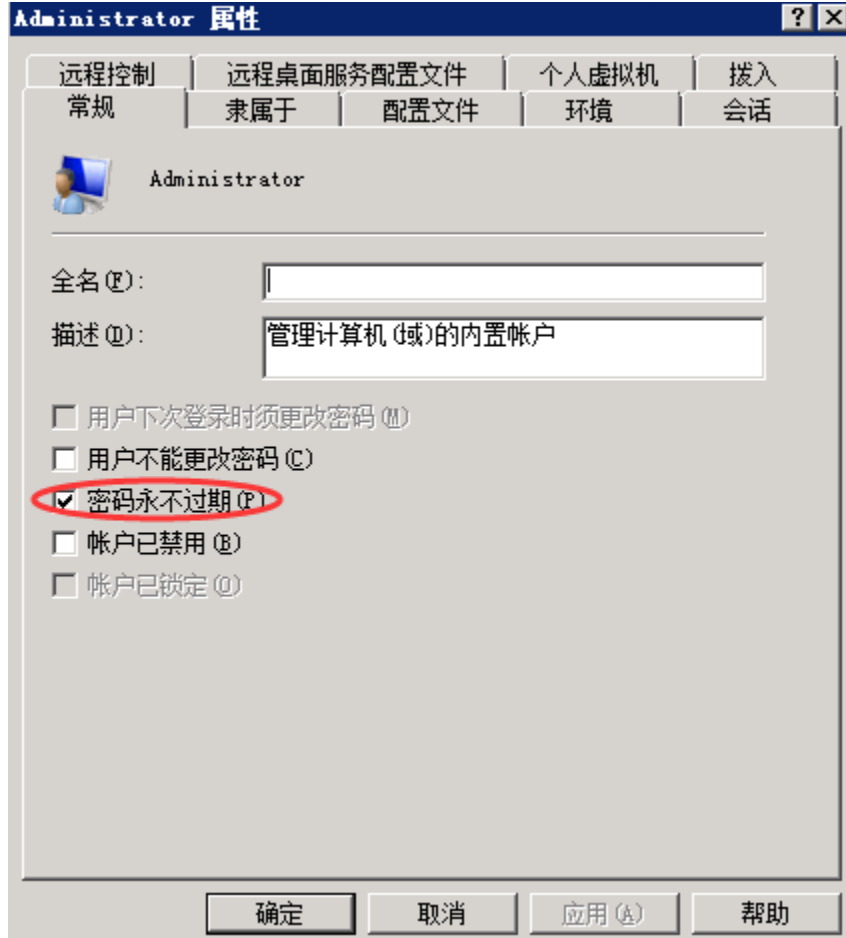 Administrator 属性
远程控制 远程桌面服务配置文件 个人虚拟机 拨入
常规 隶属于 配置文件 环境 会话
Administrator
全名(F):
描述(D): 管理计算机(域)的内置帐户
用户下次登录时须更改密码(M)
用户不能更改密码(C)
密码永不过期(P)
帐户已禁用(B)
帐户已锁定(O)
确定 取消 应用(A) 帮助